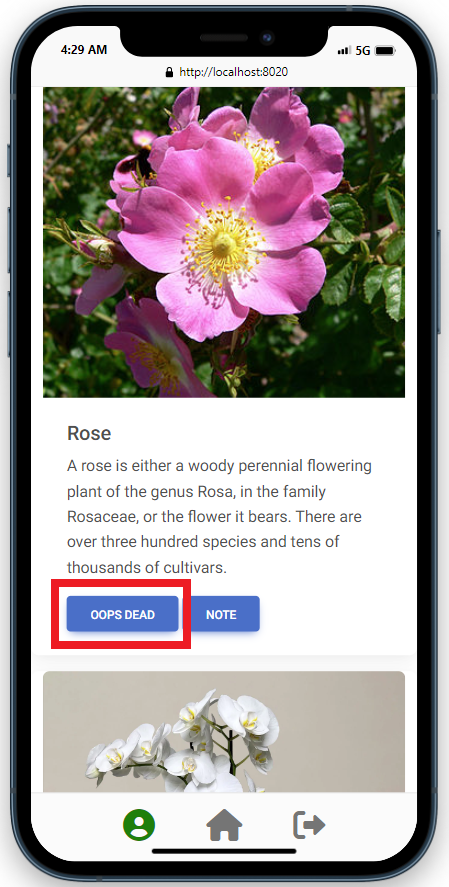 4:29 AM
5G
http://localhost:8020
Rose
A rose is either a woody perennial flowering
plant of the genus Rosa, in the family
Rosaceae, or the flower it bears. There are
over three hundred species and tens of
thousands of cultivars.
OOPS DEAD
NOTE